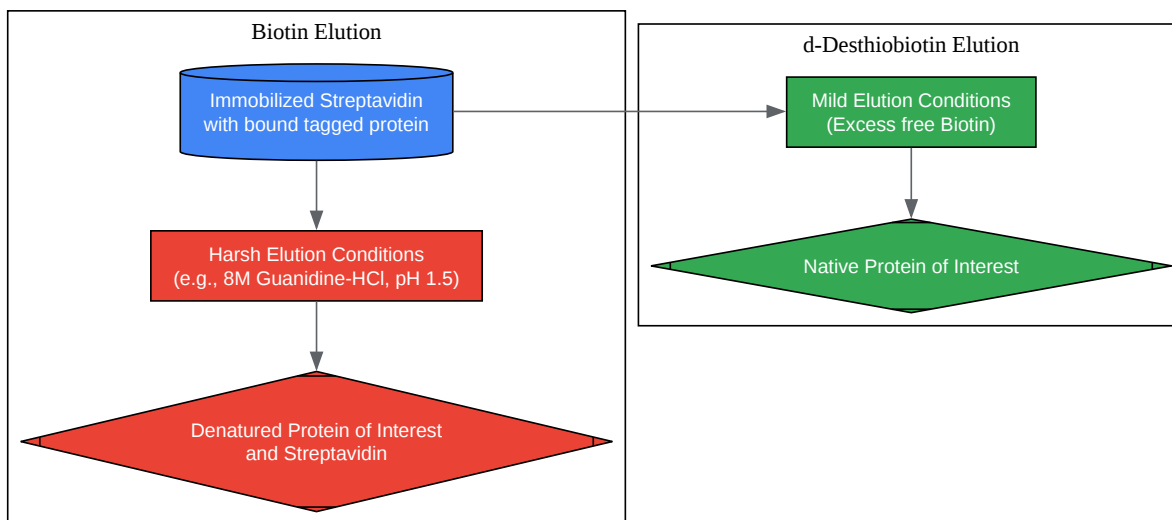 Biotin Elution
Immobilized Streptavidin
with bound tagged protein
Harsh Elution Conditions
(e.g., 8M Guanidine-HCl, pH 1.5)
Denatured Protein of Interest
and Streptavidin
d-Desthiobiotin Elution
Mild Elution Conditions
(Excess free Biotin)
Native Protein of Interest